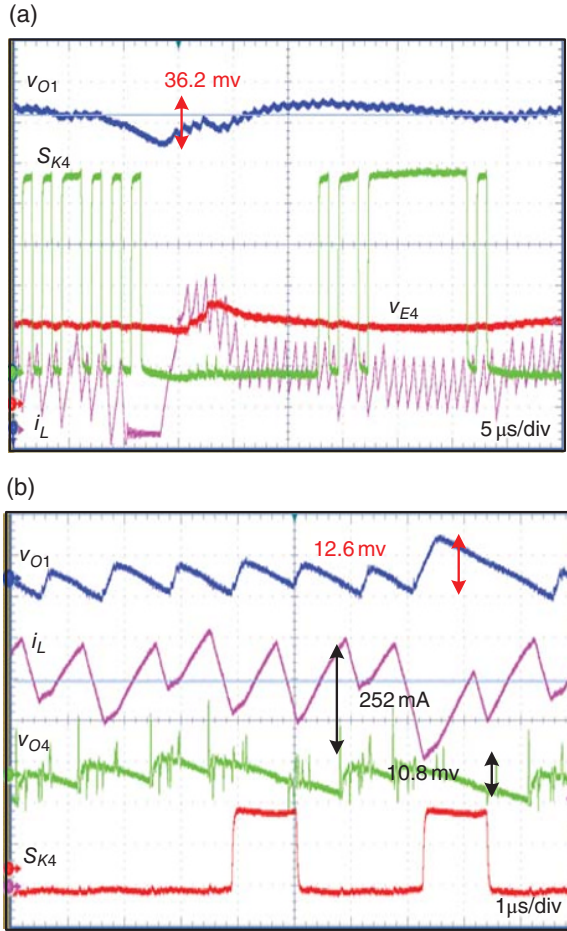 (a)
36.2 mv
vO1
SK4
vE4
iL
5 µs/div
(b)
vO1
12.6 mv
iL
252 mA
vO4
10.8 mv
SK4
1µs/div